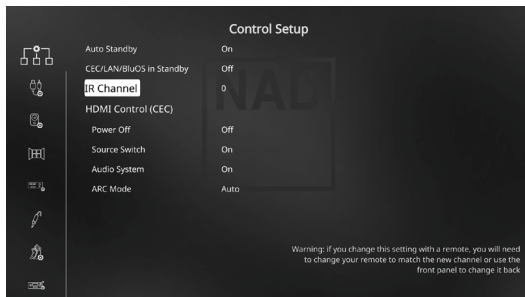 Control Setup
Auto Standby On
CEC/LAN/BluOS in Standby Off
IR Channel 0
HDMI Control (CEC)
Power Off Off
Source Switch On
Audio System On
ARC Mode Auto
NAD
Warning: if you change this setting with a remote, you will need
to change your remote to match the new channel or use the
front panel to change it back